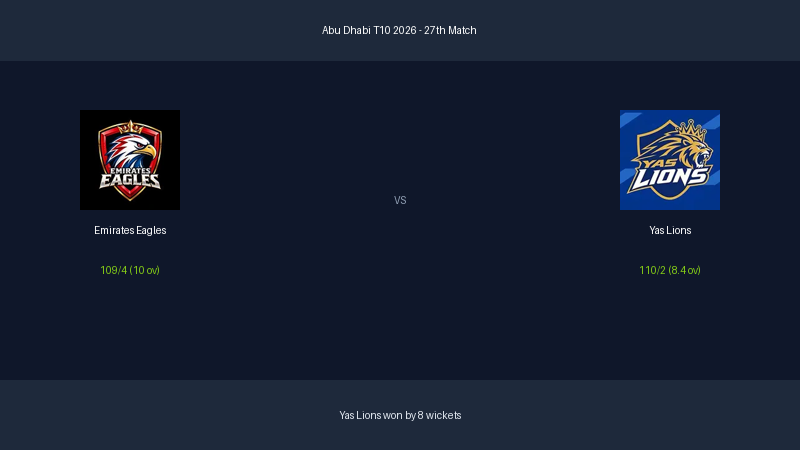 Abu Dhabi T10 2026 - 27th Match
EMIRATES
EAGLES
YAS
LIONS
VS
Emirates Eagles
Yas Lions
109/4 (10 ov)
110/2 (8.4 ov)
Yas Lions won by 8 wickets